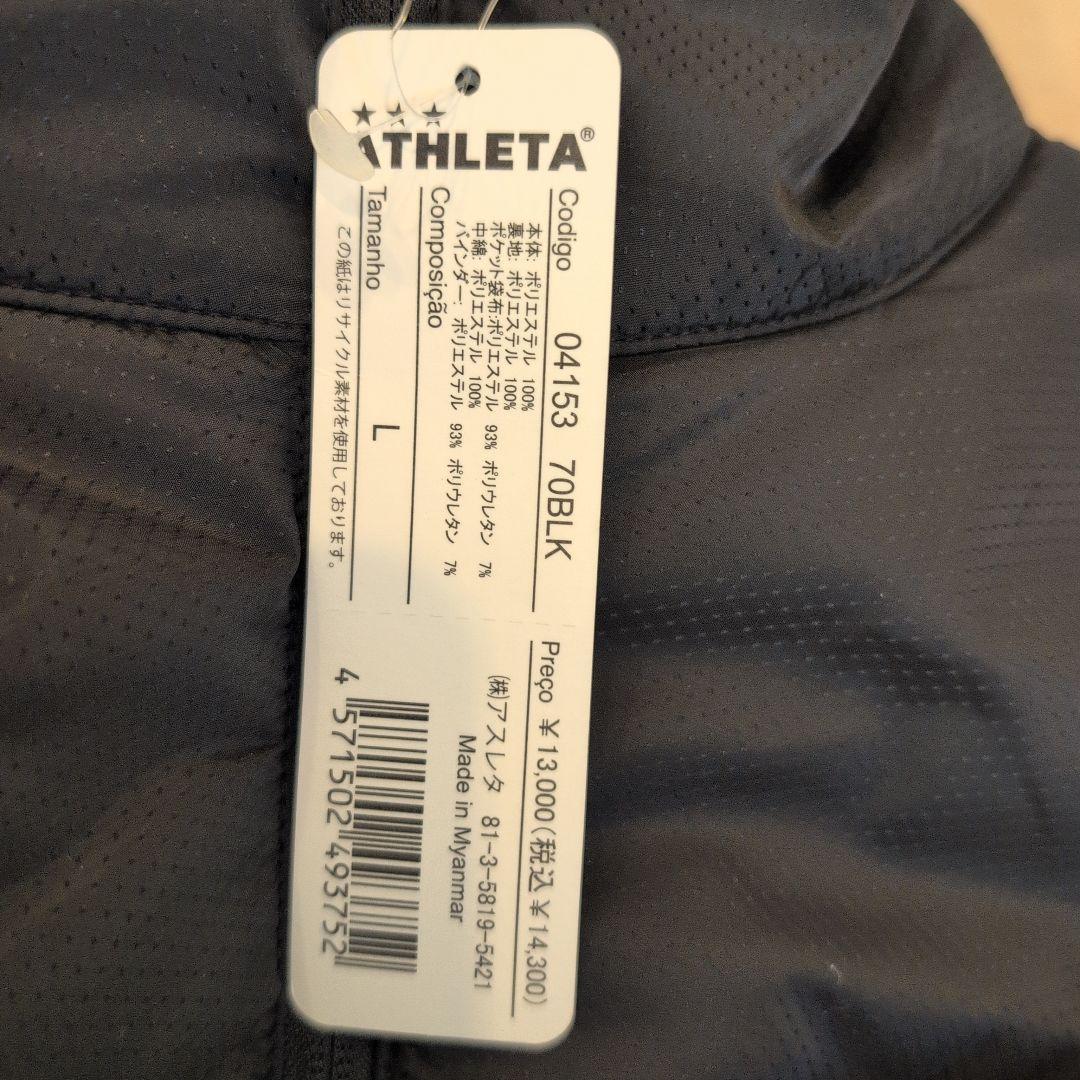 ATHLETA®
Codigo 04153 70BLK
本体: ポリエステル 100%
裏地: ポリエステル 100%
ポケット袋布:ポリエステル 93% ポリウレタン 7%
中綿: ポリエステル 100%
バインダー: ポリエステル 93% ポリウレタン 7%
Composição
Tamanho L
この紙はリサイクル素材を使用しております。
Preço ¥13,000(税込¥14,300)
(株)アスレタ 81-3-5819-5421
Made in Myanmar
4 571502 493752